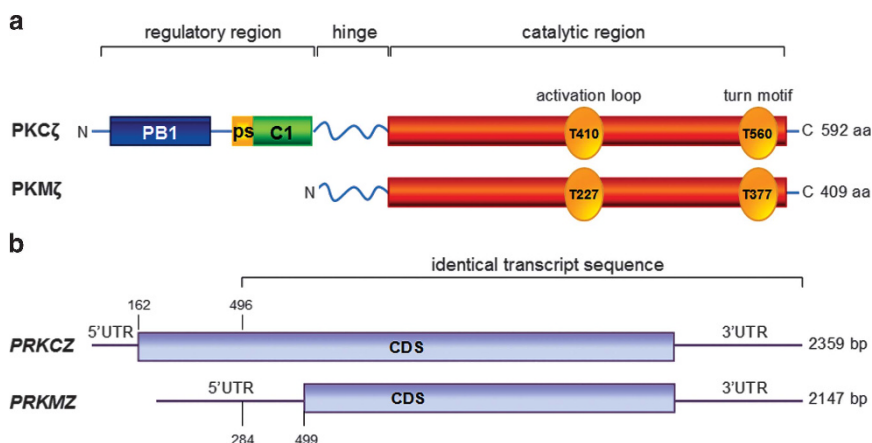 a
regulatory region hinge catalytic region
activation loop turn motif
PKCζ N PB1 ps C1 T410 T560 C 592 aa
PKMζ N T227 T377 C 409 aa
b
identical transcript sequence
162 496
5'UTR 3'UTR
PRKCZ CDS 2359 bp
5'UTR 3'UTR
PRKMZ CDS 2147 bp
284 499